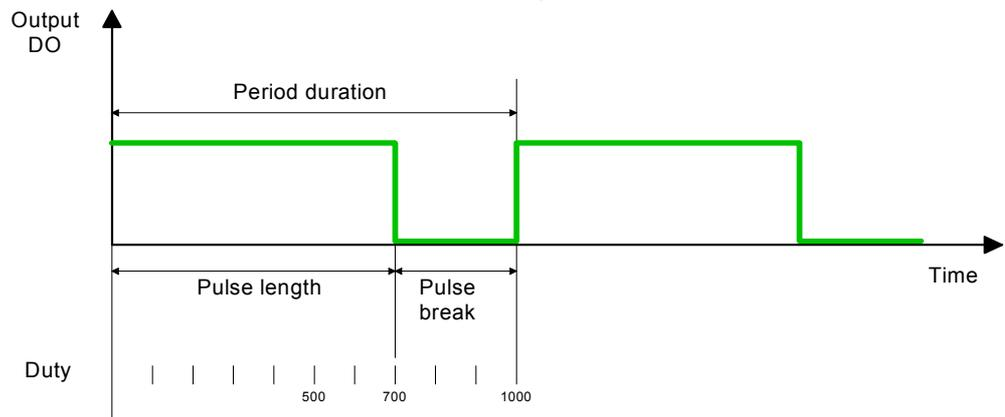 Output
DO
Period duration
Pulse length
Pulse
break
Time
Duty
500
700
1000